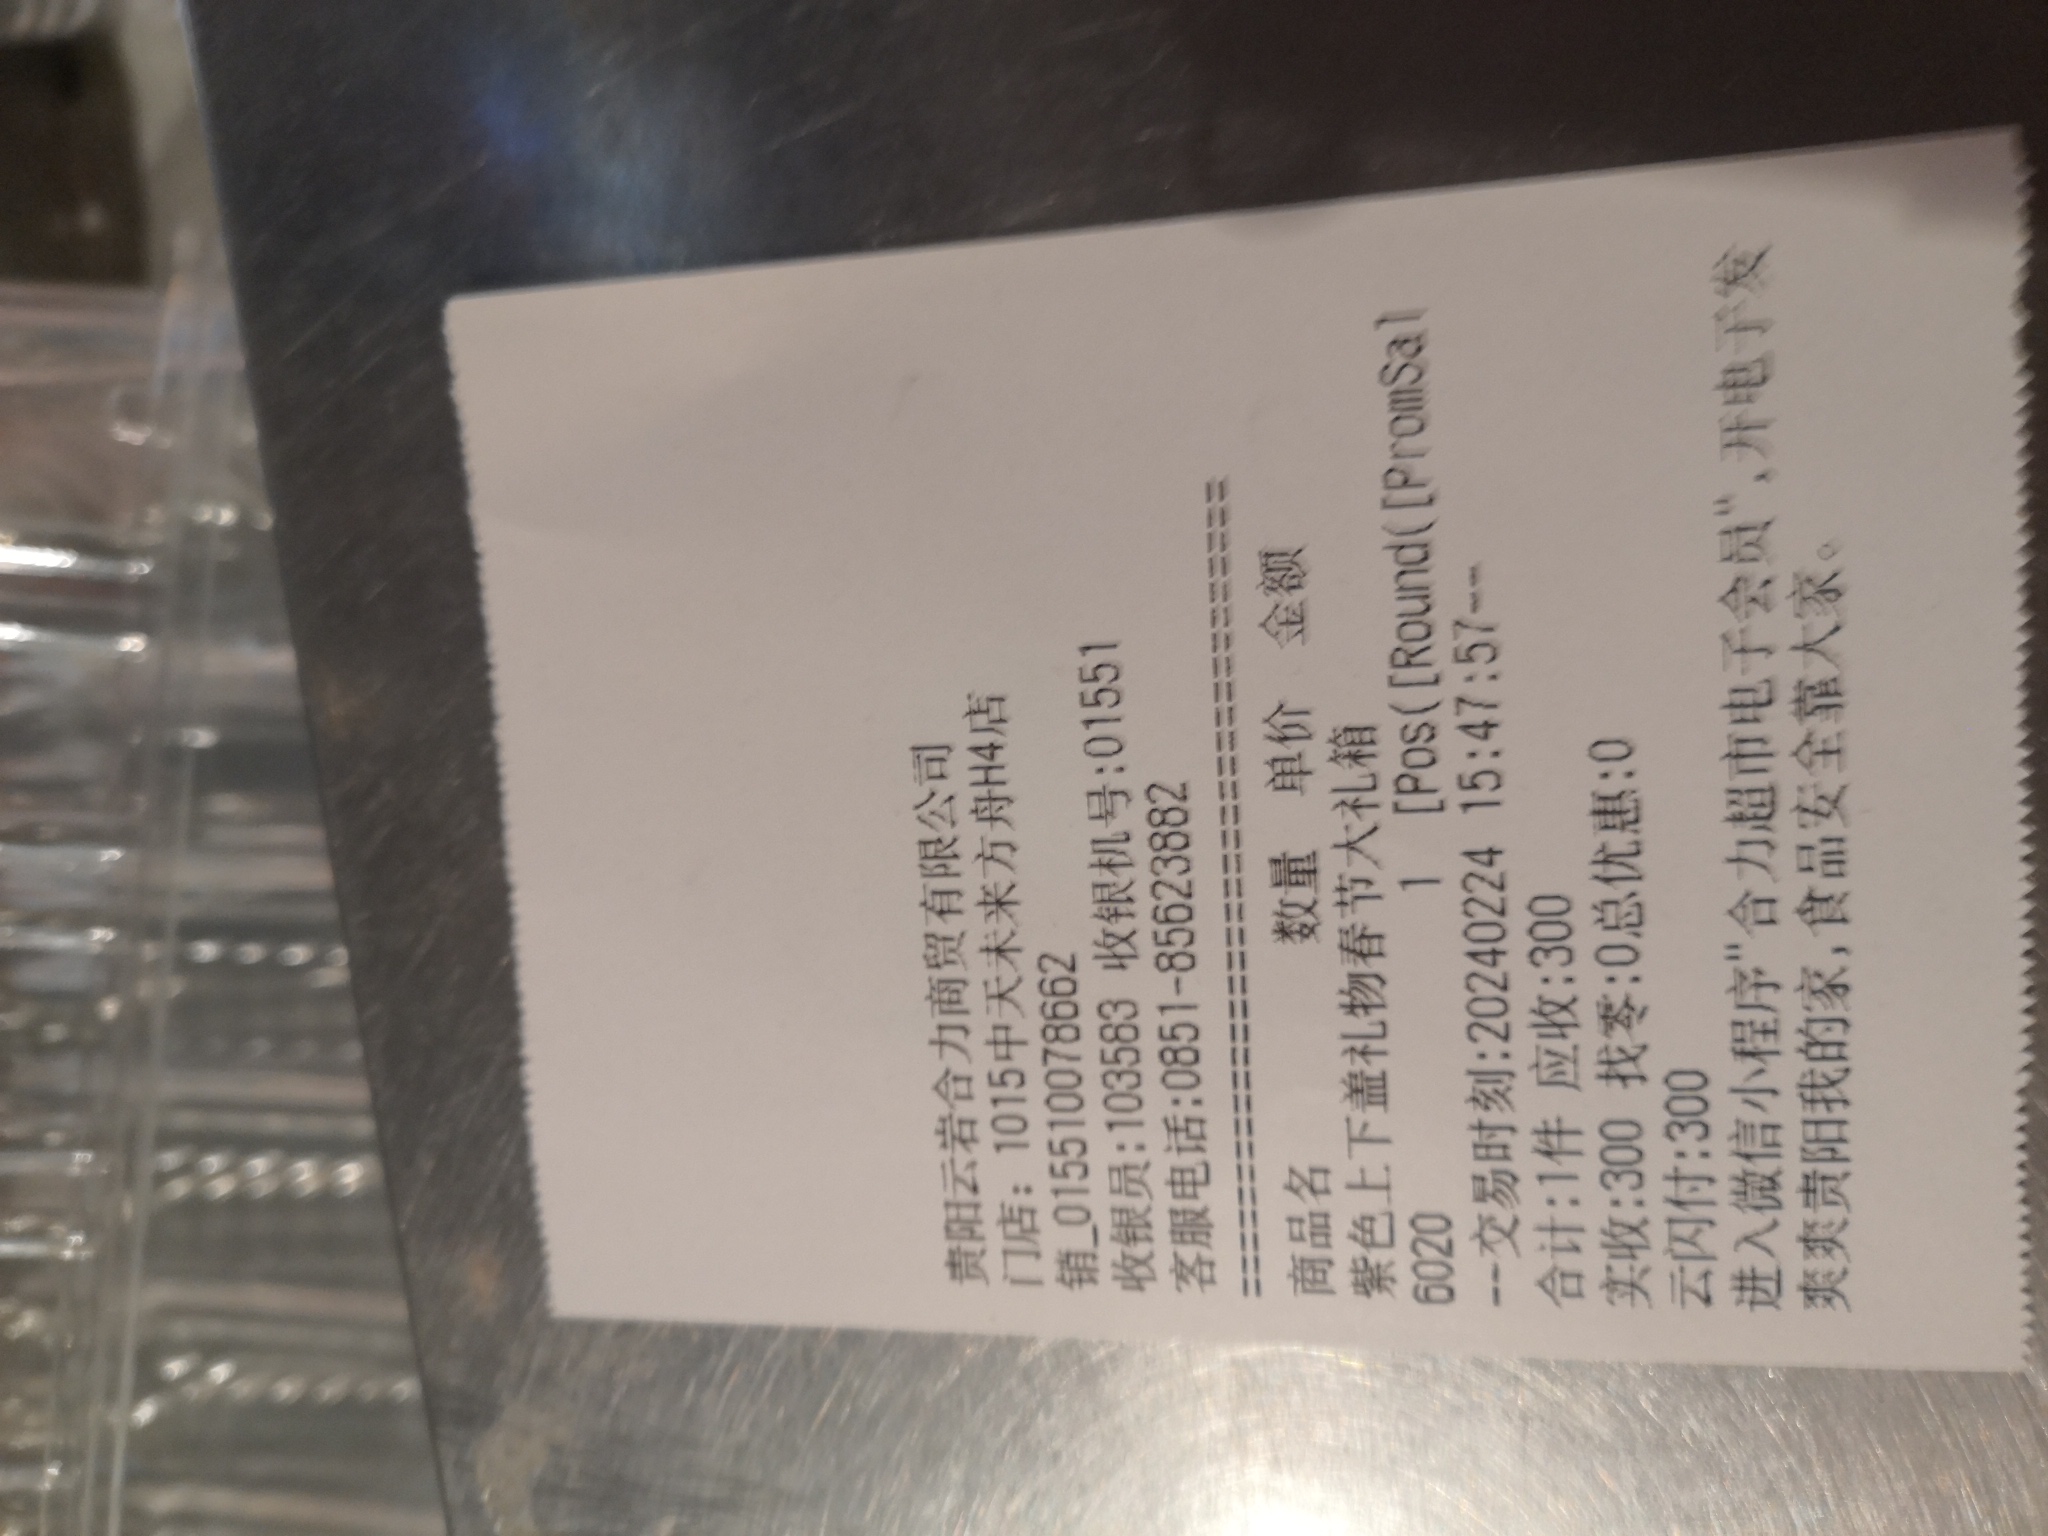 贵阳云岩合力商贸有限公司
门店: 1015中天未来方舟H4店
销_0155100078662
收银员:103583 收银机号:01551
客服电话:0851-85623882
========================================
商品名 数量 单价 金额
紫色上下盖礼物春节大礼箱
6020 1 [Pos([Round([PromSal
--交易时刻:20240224 15:47:57--
合计:1件 应收:300
实收:300 找零:0总优惠:0
云闪付:300
进入微信小程序"合力超市电子会员",开电子发
爽爽贵阳我的家,食品安全靠大家。